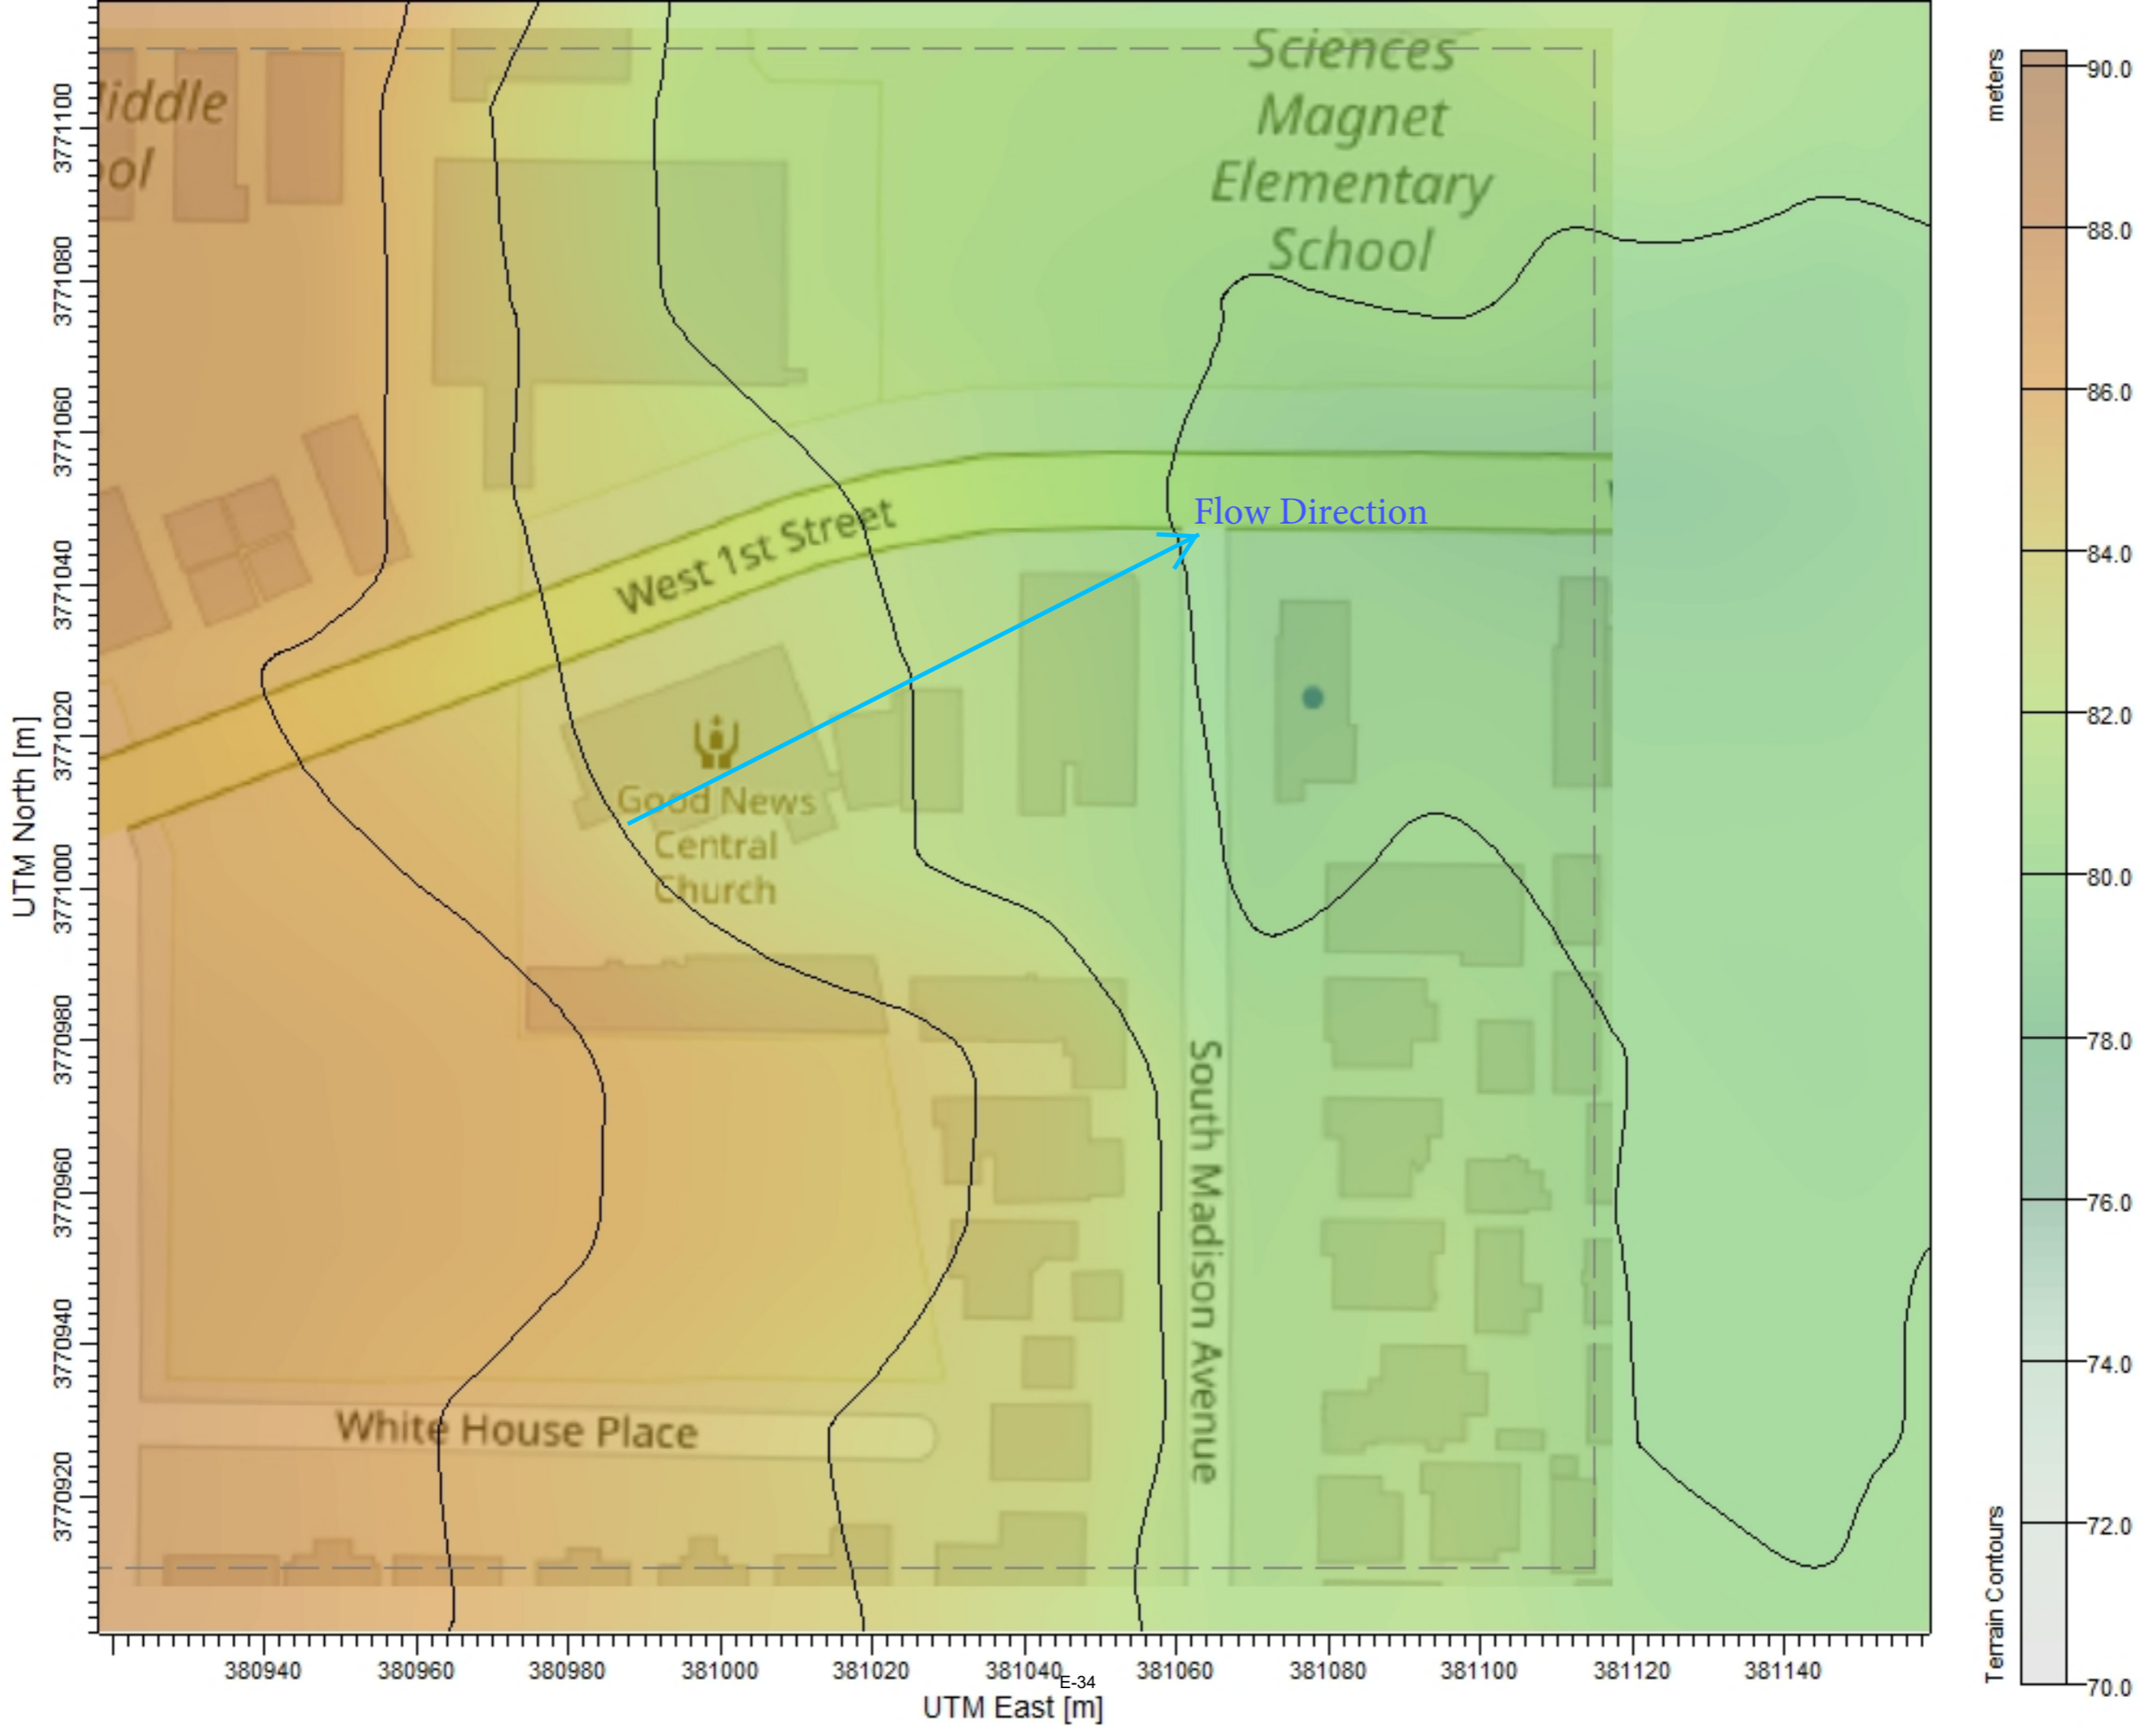 Sciences
Magnet
Elementary
School
iddle
ool
West 1st Street
Flow Direction
Good News
Central
Church
South Madison Avenue
White House Place
UTM North [m]
3771100
3771080
3771060
3771040
3771020
3771000
3770980
3770960
3770940
3770920
380940 380960 380980 381000 381020 381040 381060 381080 381100 381120 381140
E-34
UTM East [m]
meters
90.0
88.0
86.0
84.0
82.0
80.0
78.0
76.0
74.0
72.0
70.0
Terrain Contours